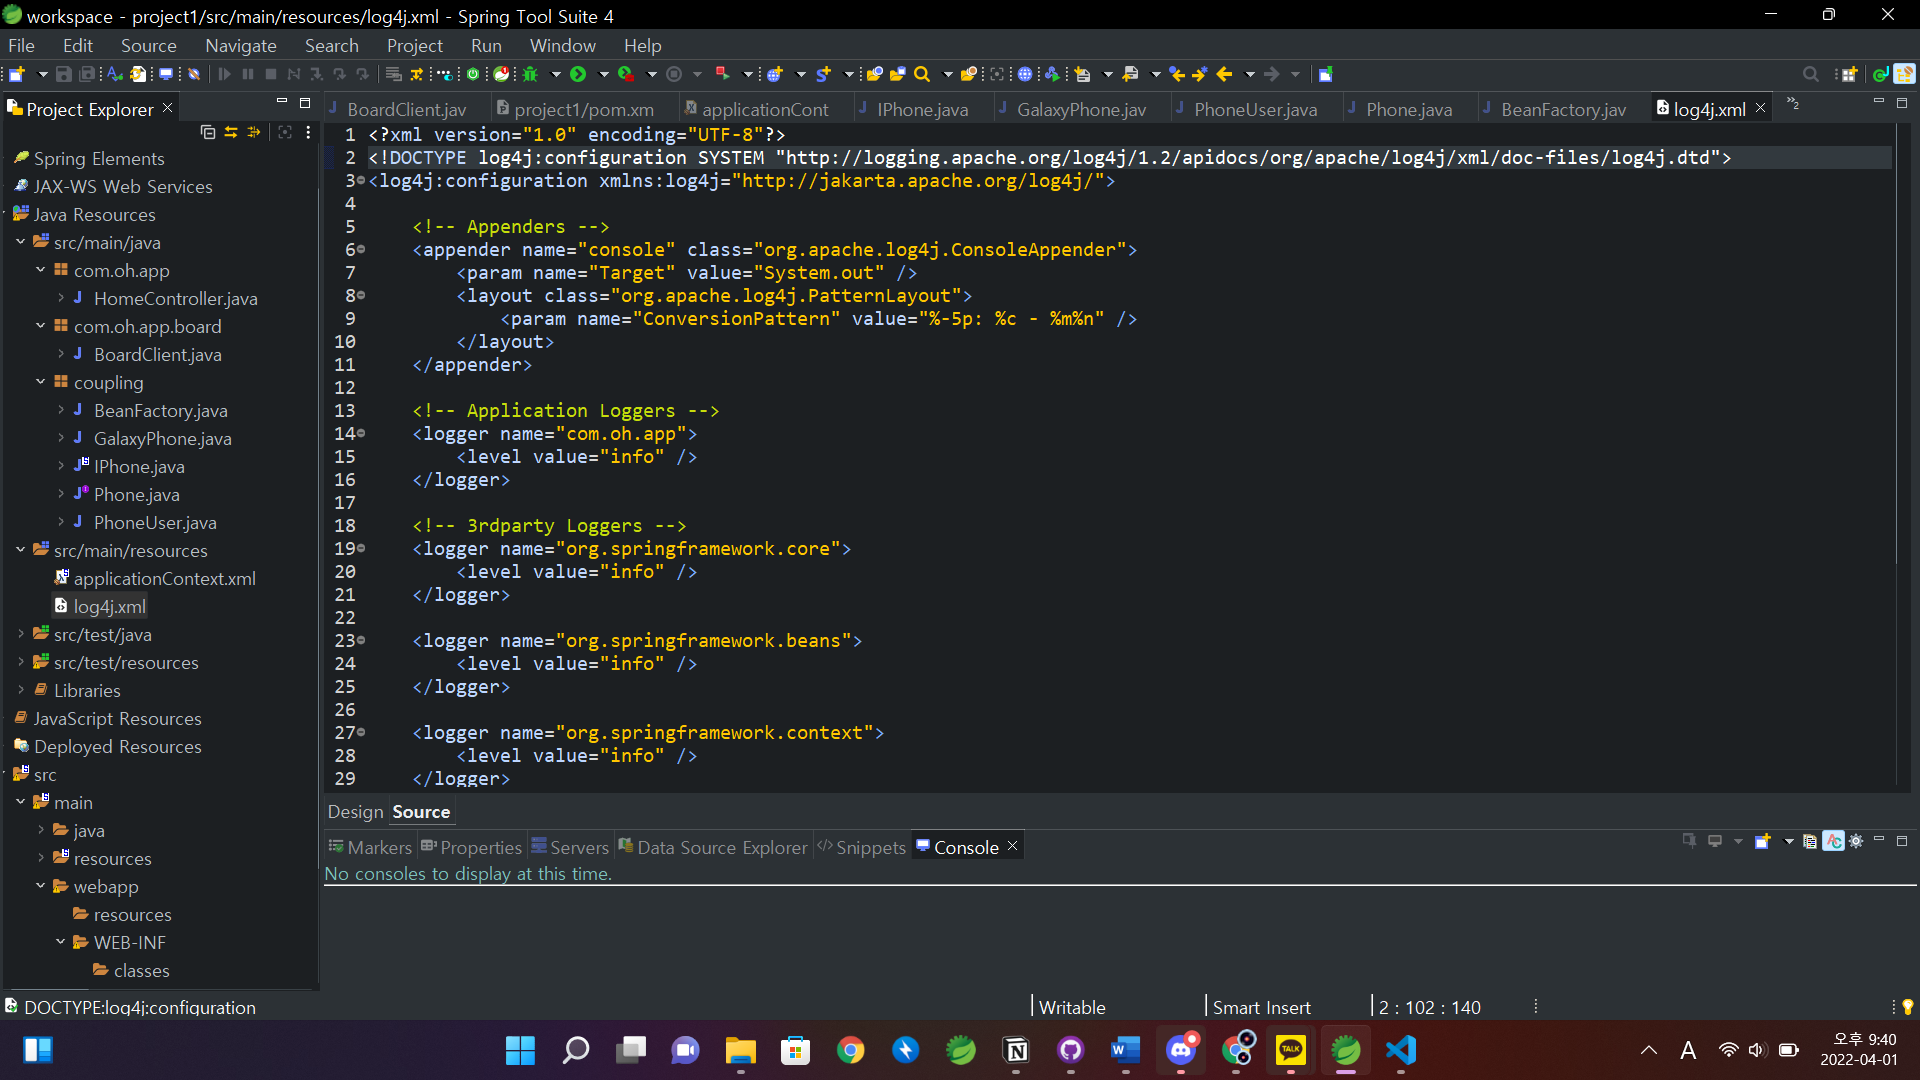 workspace - project1/src/main/resources/log4j.xml - Spring Tool Suite 4
File Edit Source Navigate Search Project Run Window Help
Project Explorer
BoardClient.jav project1/pom.xm applicationCont IPhone.java GalaxyPhone.jav PhoneUser.java Phone.java BeanFactory.jav log4j.xml »2
Spring Elements
JAX-WS Web Services
Java Resources
src/main/java
com.oh.app
HomeController.java
com.oh.app.board
BoardClient.java
coupling
BeanFactory.java
GalaxyPhone.java
IPhone.java
Phone.java
PhoneUser.java
src/main/resources
applicationContext.xml
log4j.xml
src/test/java
src/test/resources
Libraries
JavaScript Resources
Deployed Resources
src
main
java
resources
webapp
resources
WEB-INF
classes
1 <?xml version="1.0" encoding="UTF-8"?>
2 <!DOCTYPE log4j:configuration SYSTEM "http://logging.apache.org/log4j/1.2/apidocs/org/apache/log4j/xml/doc-files/log4j.dtd">
3 <log4j:configuration xmlns:log4j="http://jakarta.apache.org/log4j/">
4
5 <!-- Appenders -->
6 <appender name="console" class="org.apache.log4j.ConsoleAppender">
7 <param name="Target" value="System.out" />
8 <layout class="org.apache.log4j.PatternLayout">
9 <param name="ConversionPattern" value="%-5p: %c - %m%n" />
10 </layout>
11 </appender>
12
13 <!-- Application Loggers -->
14 <logger name="com.oh.app">
15 <level value="info" />
16 </logger>
17
18 <!-- 3rdparty Loggers -->
19 <logger name="org.springframework.core">
20 <level value="info" />
21 </logger>
22
23 <logger name="org.springframework.beans">
24 <level value="info" />
25 </logger>
26
27 <logger name="org.springframework.context">
28 <level value="info" />
29 </logger>
Design Source
Markers Properties Servers Data Source Explorer Snippets Console
No consoles to display at this time.
DOCTYPE:log4j:configuration Writable Smart Insert 2 : 102 : 140
TALK
A
오후 9:40
2022-04-01